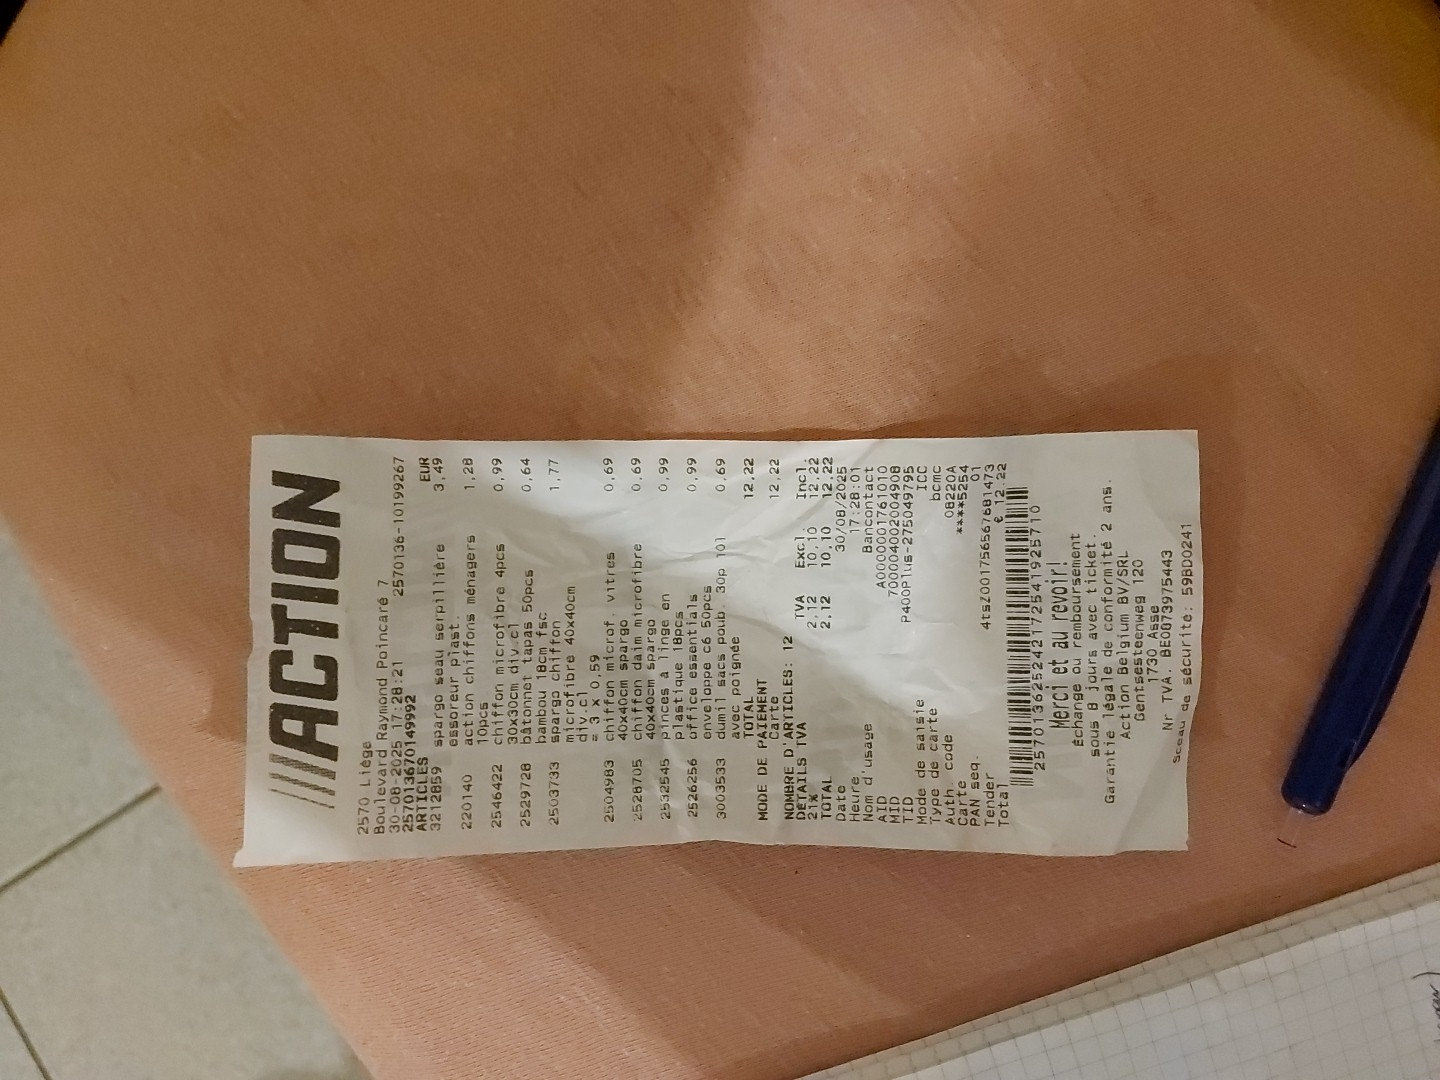 ACTION
2570 Liège
Boulevard Raymond Poincaré 7
30-08-2025 17:28:21 2570136-10199267
2570136701​49992
ARTICLES EUR
3212859 spargo seau serpillière 3,49
essoreur plast.
220140 action chiffons ménagers 1,28
10pcs
2546422 chiffon microfibre 4pcs 0,99
30x30cm div.cl
2529728 bâtonnet tapas 50pcs 0,64
bambou 18cm fsc
2503733 spargo chiffon 1,77
microfibre 40x40cm
div.cl
= 3 x 0,59
2504983 chiffon microf. vitres 0,69
40x40cm spargo
2528705 chiffon daim microfibre 0,69
40x40cm spargo
2532545 pinces à linge en 0,99
plastique 18pcs
2526256 office essentials 0,99
enveloppe c6 50pcs
3003533 dumil sacs poub. 30p 10l 0,69
avec poignée
TOTAL 12,22
MODE DE PAIEMENT
Carte 12,22
NOMBRE D'ARTICLES: 12
DÉTAILS TVA TVA Excl. Incl.
21% 2,12 10,10 12,22
TOTAL 2,12 10,10 12,22
Date 30/08/2025
Heure 17:28:01
Nom d'usage Bancontact
AID A0000001761010
MID 70000400200​4908
TID P400Plus-275049795
Mode de saisie ICC
Type de carte bcmc
Auth. code 08220A
Carte ****5254
PAN seq. 01
Tender 4tsZ001756567681473
Total € 12.22
2570136252421725419257​10
Merci et au revoir!
Échange ou remboursement
sous 8 jours avec ticket.
Garantie légale de conformité 2 ans.
Action Belgium BV/SRL
Gentsesteenweg 120
1730 Asse
Nr TVA. BE0873975443
Sceau de sécurité: 59BD0241